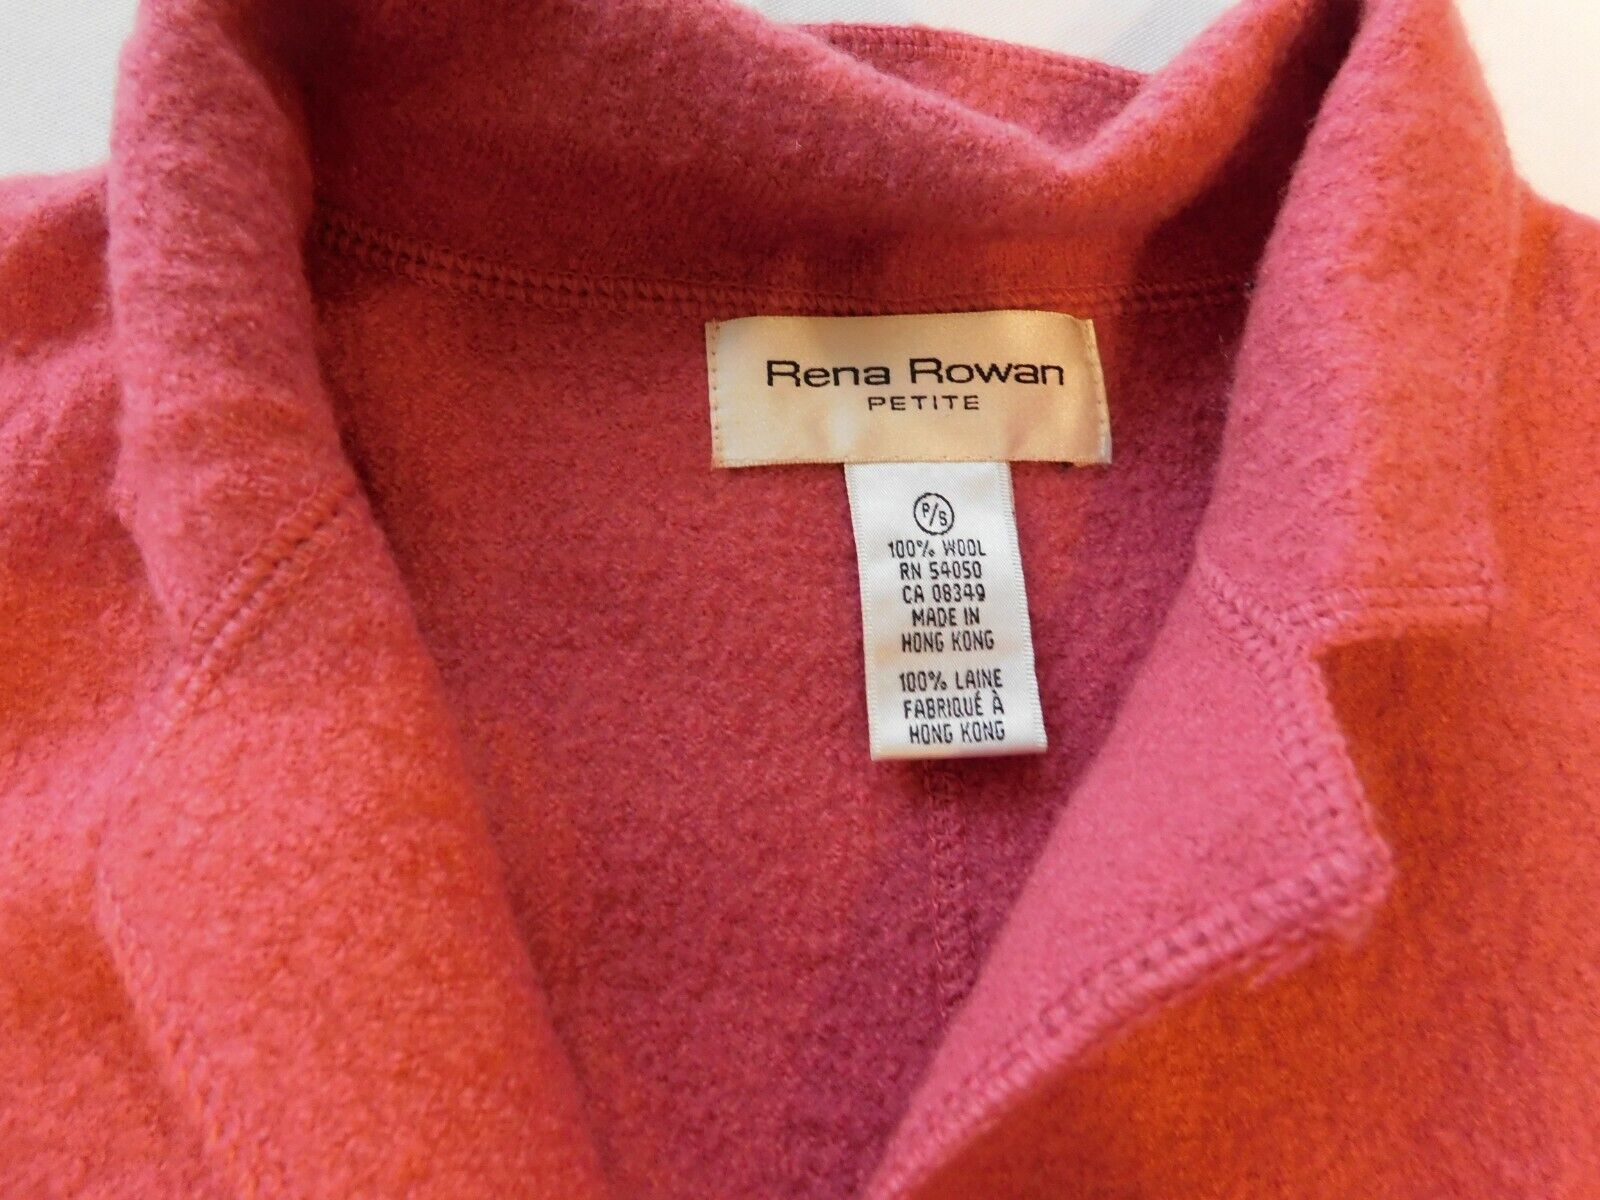 Rena Rowan
PETITE
P/S
100% WOOL
RN 54050
CA 08349
MADE IN
HONG KONG
100% LAINE
FABRIQUÉ À
HONG KONG